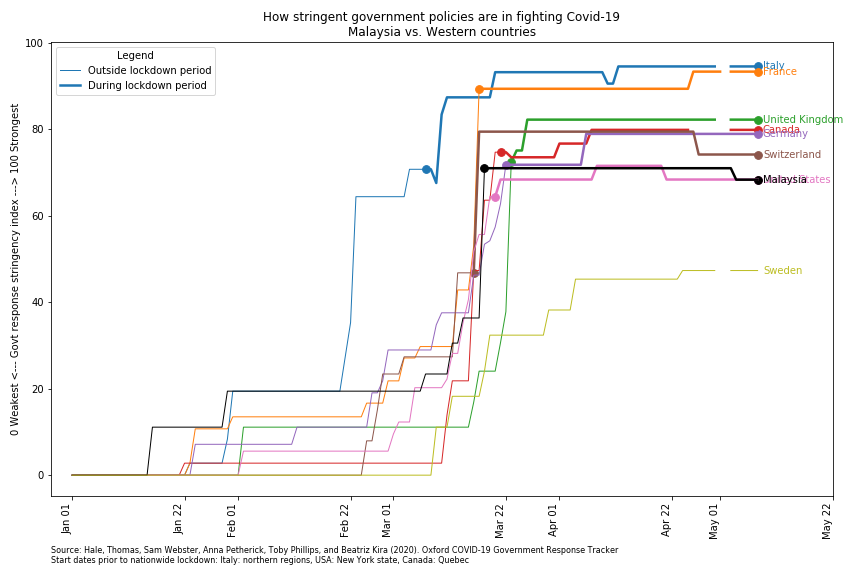 How stringent government policies are in fighting Covid-19
Malaysia vs. Western countries
0 Weakest <--- Govt response stringency index ---> 100 Strongest
100
80
60
40
20
0
Legend
Outside lockdown period
During lockdown period
Italy
France
United Kingdom
Canada
Germany
Switzerland
Malaysia
United States
Sweden
Jan 01
Jan 22
Feb 01
Feb 22
Mar 01
Mar 22
Apr 01
Apr 22
May 01
May 22
Source: Hale, Thomas, Sam Webster, Anna Petherick, Toby Phillips, and Beatriz Kira (2020). Oxford COVID-19 Government Response Tracker
Start dates prior to nationwide lockdown: Italy: northern regions, USA: New York state, Canada: Quebec